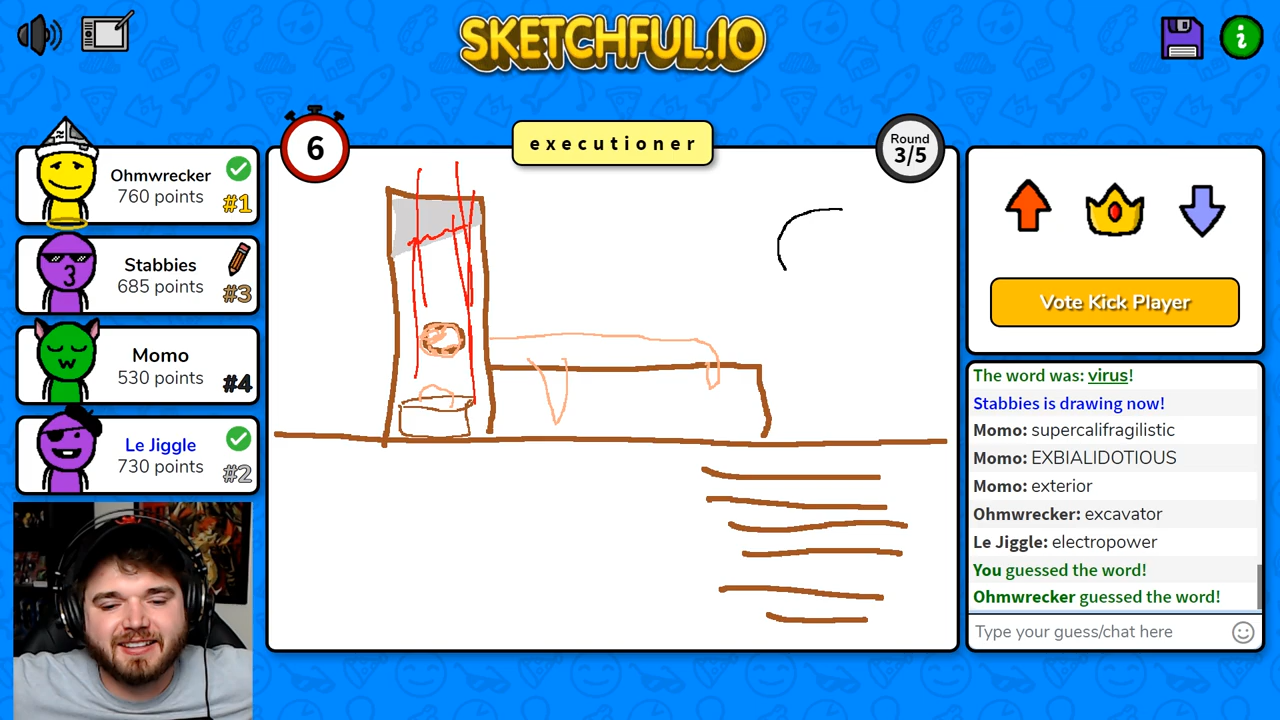 SKETCHFUL.IO
6
executioner
Round
3/5
Ohmwrecker
760 points
#1
Stabbies
685 points
#3
Momo
530 points
#4
Le Jiggle
730 points
#2
Vote Kick Player
The word was: virus!
Stabbies is drawing now!
Momo: supercalifragilistic
Momo: EXBIALIDOTIOUS
Momo: exterior
Ohmwrecker: excavator
Le Jiggle: electropower
You guessed the word!
Ohmwrecker guessed the word!
Type your guess/chat here